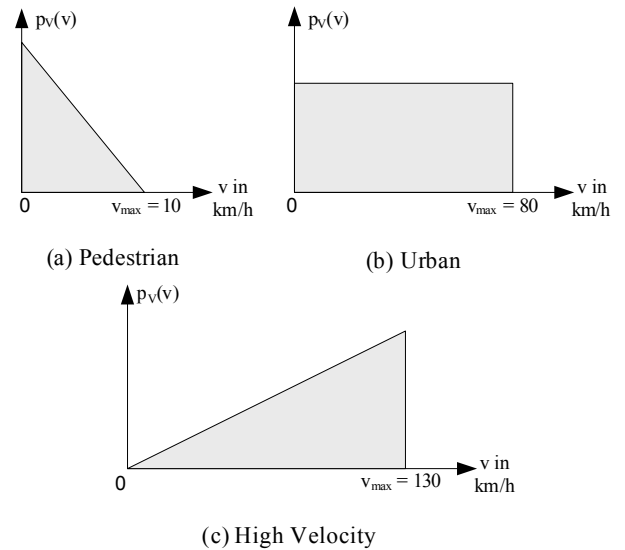 pV(v)
0
vmax = 10
v in
km/h
(a) Pedestrian
pV(v)
0
vmax = 80
v in
km/h
(b) Urban
pV(v)
0
vmax = 130
v in
km/h
(c) High Velocity